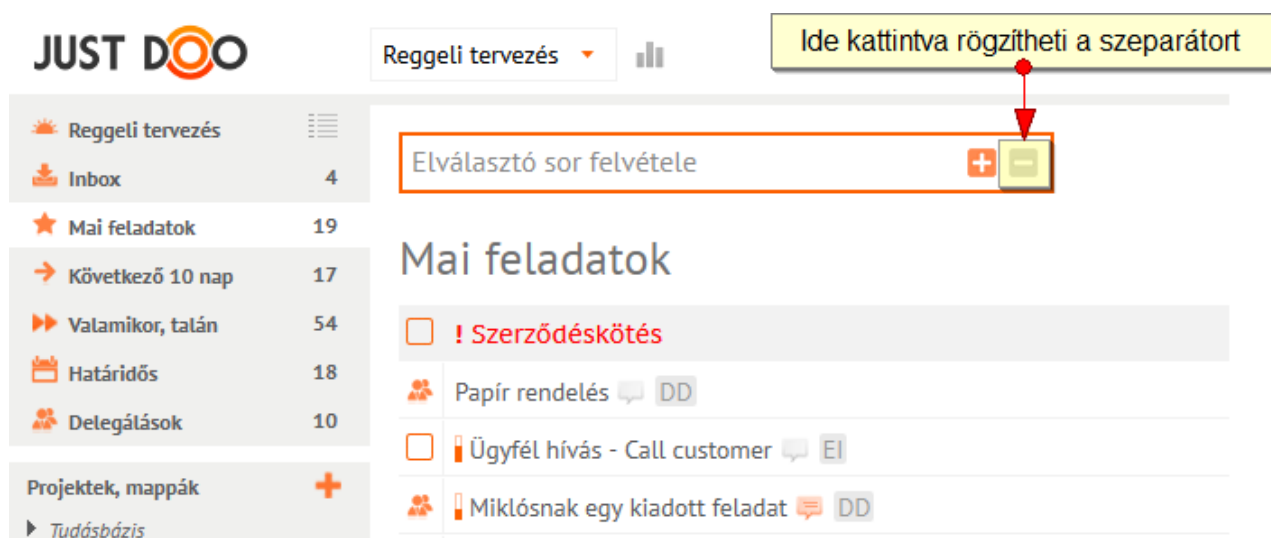 JUST DOO
Reggeli tervezés
Ide kattintva rögzítheti a szeparátort
Reggeli tervezés
Inbox 4
Mai feladatok 19
Következő 10 nap 17
Valamikor, talán 54
Határidős 18
Delegálások 10
Projektek, mappák
Tudásbázis
Elválasztó sor felvétele
Mai feladatok
! Szerződéskötés
Papír rendelés DD
Ügyfél hívás - Call customer EI
Miklósnak egy kiadott feladat DD